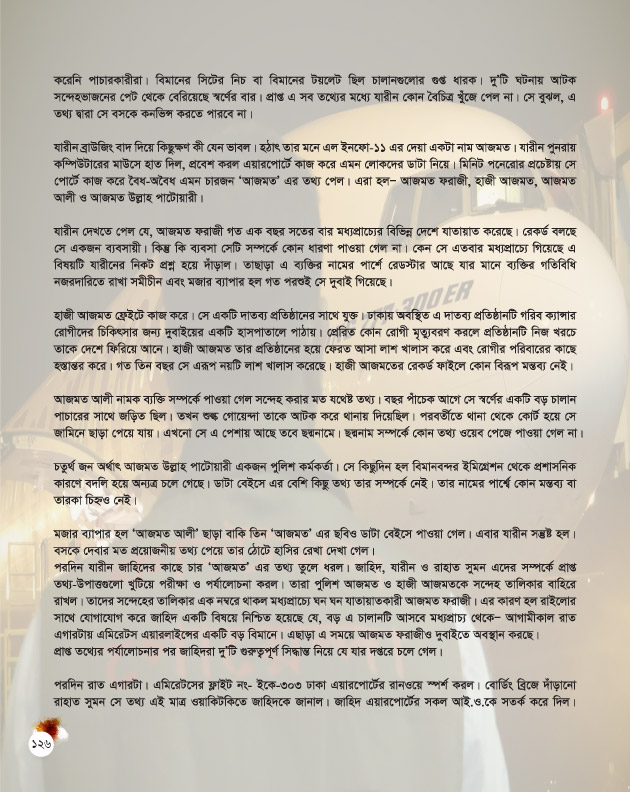 করেনি পাচারকারীরা। বিমানের সিটের নিচ বা বিমানের টয়লেট ছিল চালানগুলোর গুপ্ত ধারক। দু'টি ঘটনায় আটক
সন্দেহভাজনের পেট থেকে বেরিয়েছে স্বর্ণের বার। প্রাপ্ত এ সব তথ্যের মধ্যে যারীন কোন বৈচিত্র খুঁজে পেল না। সে বুঝল, এ
তথ্য দ্বারা সে বসকে কনভিন্স করতে পারবে না।
যারীন ব্রাউজিং বাদ দিয়ে কিছুক্ষণ কী যেন ভাবল। হঠাৎ তার মনে এল ইনফো-১১ এর দেয়া একটা নাম আজমত। যারীন পুনরায়
কম্পিউটারের মাউসে হাত দিল, প্রবেশ করল এয়ারপোর্টে কাজ করে এমন লোকদের ডাটা নিয়ে। মিনিট পনেরোর প্রচেষ্টায় সে
পোর্টে কাজ করে বৈধ-অবৈধ এমন চারজন 'আজমত' এর তথ্য পেল। এরা হল– আজমত ফরাজী, হাজী আজমত, আজমত
আলী ও আজমত উল্লাহ পাটোয়ারী।
যারীন দেখতে পেল যে, আজমত ফরাজী গত এক বছর সতের বার মধ্যপ্রাচ্যের বিভিন্ন দেশে যাতায়াত করেছে। রেকর্ড বলছে
সে একজন ব্যবসায়ী। কিন্তু কি ব্যবসা সেটি সম্পর্কে কোন ধারণা পাওয়া গেল না। কেন সে এতবার মধ্যপ্রাচ্যে গিয়েছে এ
বিষয়টি যারীনের নিকট প্রশ্ন হয়ে দাঁড়াল। তাছাড়া এ ব্যক্তির নামের পার্শে রেডস্টার আছে যার মানে ব্যক্তির গতিবিধি
নজরদারিতে রাখা সমীচীন এবং মজার ব্যাপার হল গত পরশুই সে দুবাই গিয়েছে।
হাজী আজমত ফ্রেইটে কাজ করে। সে একটি দাতব্য প্রতিষ্ঠানের সাথে যুক্ত। ঢাকায় অবস্থিত এ দাতব্য প্রতিষ্ঠানটি গরিব ক্যান্সার
রোগীদের চিকিৎসার জন্য দুবাইয়ের একটি হাসপাতালে পাঠায়। প্রেরিত কোন রোগী মৃত্যুবরণ করলে প্রতিষ্ঠানটি নিজ খরচে
তাকে দেশে ফিরিয়ে আনে। হাজী আজমত তার প্রতিষ্ঠানের হয়ে ফেরত আসা লাশ খালাস করে এবং রোগীর পরিবারের কাছে
হস্তান্তর করে। গত তিন বছর সে এরূপ নয়টি লাশ খালাস করেছে। হাজী আজমতের রেকর্ড ফাইলে কোন বিরূপ মন্তব্য নেই।
আজমত আলী নামক ব্যক্তি সম্পর্কে পাওয়া গেল সন্দেহ করার মত যথেষ্ট তথ্য। বছর পাঁচেক আগে সে স্বর্ণের একটি বড় চালান
পাচারের সাথে জড়িত ছিল। তখন শুল্ক গোয়েন্দা তাকে আটক করে থানায় দিয়েছিল। পরবর্তীতে থানা থেকে কোর্ট হয়ে সে
জামিনে ছাড়া পেয়ে যায়। এখনো সে এ পেশায় আছে তবে ছদ্মনামে। ছদ্মনাম সম্পর্কে কোন তথ্য ওয়েব পেজে পাওয়া গেল না।
চতুর্থ জন অর্থাৎ আজমত উল্লাহ পাটোয়ারী একজন পুলিশ কর্মকর্তা। সে কিছুদিন হল বিমানবন্দর ইমিগ্রেশন থেকে প্রশাসনিক
কারণে বদলি হয়ে অন্যত্র চলে গেছে। ডাটা বেইসে এর বেশি কিছু তথ্য তার সম্পর্কে নেই। তার নামের পার্শ্বে কোন মন্তব্য বা
তারকা চিহ্নও নেই।
মজার ব্যাপার হল 'আজমত আলী' ছাড়া বাকি তিন 'আজমত' এর ছবিও ডাটা বেইসে পাওয়া গেল। এবার যারীন সন্তুষ্ট হল।
বসকে দেবার মত প্রয়োজনীয় তথ্য পেয়ে তার ঠোটে হাসির রেখা দেখা গেল।
পরদিন যারীন জাহিদের কাছে চার 'আজমত' এর তথ্য তুলে ধরল। জাহিদ, যারীন ও রাহাত সুমন এদের সম্পর্কে প্রাপ্ত
তথ্য-উপাত্তগুলো খুটিয়ে পরীক্ষা ও পর্যালোচনা করল। তারা পুলিশ আজমত ও হাজী আজমতকে সন্দেহ তালিকার বাহিরে
রাখল। তাদের সন্দেহের তালিকার এক নম্বরে থাকল মধ্যপ্রাচ্যে ঘন ঘন যাতায়াতকারী আজমত ফরাজী। এর কারণ হল রাইলোর
সাথে যোগাযোগ করে জাহিদ একটি বিষয়ে নিশ্চিত হয়েছে যে, বড় এ চালানটি আসবে মধ্যপ্রাচ্য থেকে– আগামীকাল রাত
এগারটায় এমিরেটস এয়ারলাইন্সের একটি বড় বিমানে। এছাড়া এ সময়ে আজমত ফরাজীও দুবাইতে অবস্থান করছে।
প্রাপ্ত তথ্যের পর্যালোচনার পর জাহিদরা দু'টি গুরুত্বপূর্ণ সিদ্ধান্ত নিয়ে যে যার দপ্তরে চলে গেল।
পরদিন রাত এগারটা। এমিরেটসের ফ্লাইট নং- ইকে-৩০৩ ঢাকা এয়ারপোর্টের রানওয়ে স্পর্শ করল। বোর্ডিং ব্রিজে দাঁড়ানো
রাহাত সুমন সে তথ্য এই মাত্র ওয়াকিটকিতে জাহিদকে জানাল। জাহিদ এয়ারপোর্টের সকল আই.ও.কে সতর্ক করে দিল।
১২৬